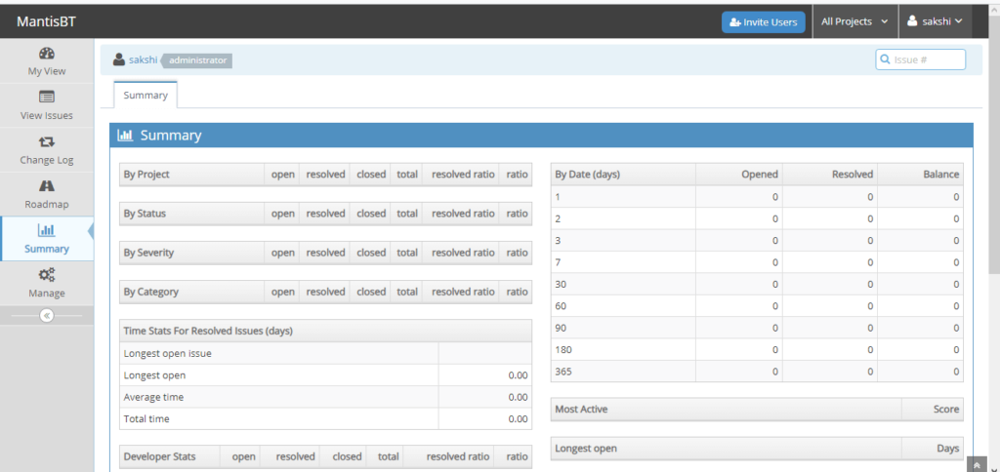 MantisBT
Invite Users
All Projects
sakshi
My View
View Issues
Change Log
Roadmap
Summary
Manage
sakshi administrator
Issue #
Summary
Summary
By Project open resolved closed total resolved ratio ratio
By Status open resolved closed total resolved ratio ratio
By Severity open resolved closed total resolved ratio ratio
By Category open resolved closed total resolved ratio ratio
Time Stats For Resolved Issues (days)
Longest open issue
Longest open 0.00
Average time 0.00
Total time 0.00
Developer Stats open resolved closed total resolved ratio ratio
By Date (days) Opened Resolved Balance
1 0 0 0
2 0 0 0
3 0 0 0
7 0 0 0
30 0 0 0
60 0 0 0
90 0 0 0
180 0 0 0
365 0 0 0
Most Active Score
Longest open Days